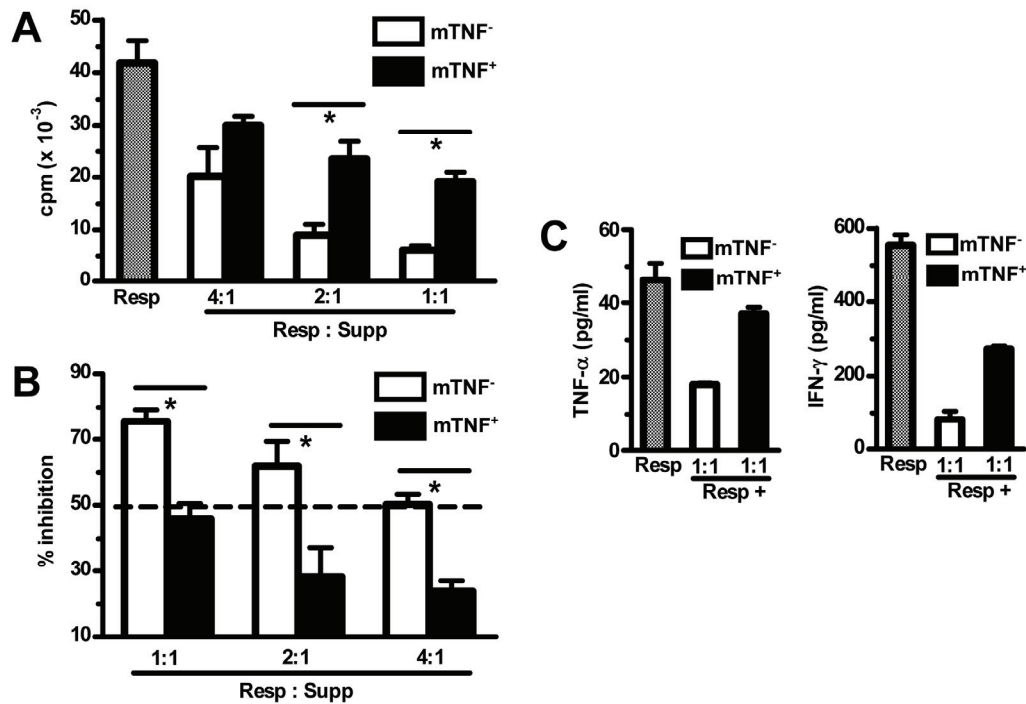 A
cpm (x 10⁻³)
50
40
30
20
10
0
mTNF⁻
mTNF⁺
*
*
Resp
4:1
2:1
1:1
Resp : Supp
B
% inhibition
90
70
50
30
10
mTNF⁻
mTNF⁺
*
*
*
1:1
2:1
4:1
Resp : Supp
C
TNF-α (pg/ml)
60
40
20
0
mTNF⁻
mTNF⁺
Resp
1:1
1:1
Resp +
IFN-γ (pg/ml)
600
400
200
0
mTNF⁻
mTNF⁺
Resp
1:1
1:1
Resp +